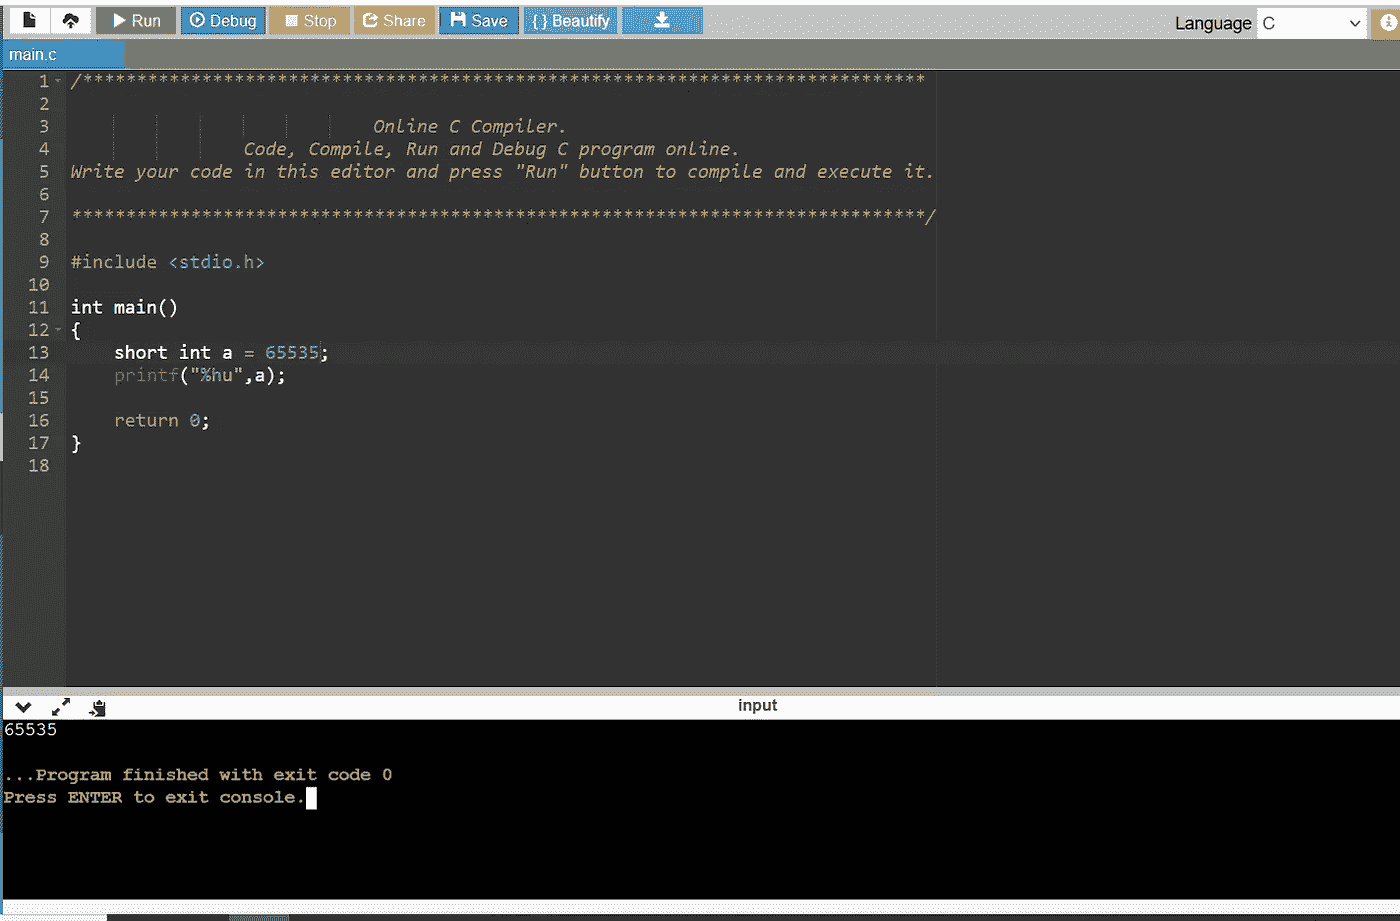 Run Debug Stop Share Save {} Beautify Language C
main.c
1 /******************************************************************************
2
3 Online C Compiler.
4 Code, Compile, Run and Debug C program online.
5 Write your code in this editor and press "Run" button to compile and execute it.
6
7 *******************************************************************************/
8
9 #include <stdio.h>
10
11 int main()
12 {
13 short int a = 65535;
14 printf("%hu",a);
15
16 return 0;
17 }
18
input
65535
...Program finished with exit code 0
Press ENTER to exit console.